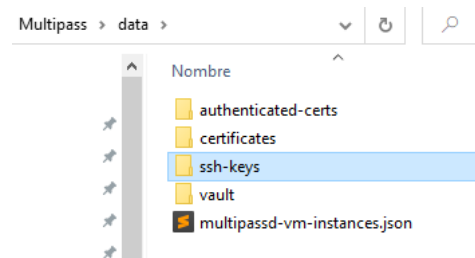 Multipass > data >
Nombre
authenticated-certs
certificates
ssh-keys
vault
multipassd-vm-instances.json